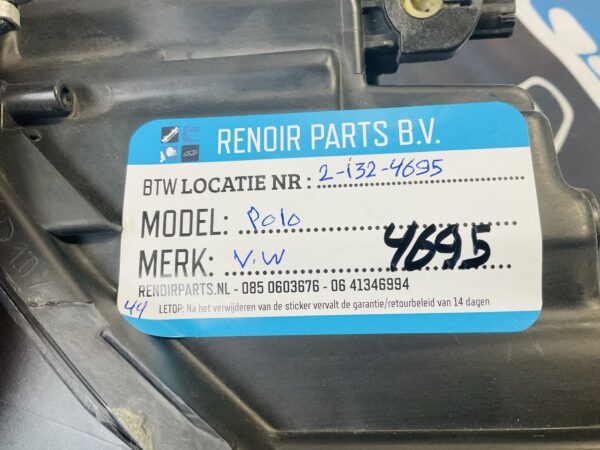 RENOIR PARTS B.V.
BTW LOCATIE NR : 2-i32-4695
MODEL: Polo
MERK: V.W 4695
RENOIRPARTS.NL - 085 0603676 - 06 41346994
44 LETOP: Na het verwijderen van de sticker vervalt de garantie/retourbeleid van 14 dagen